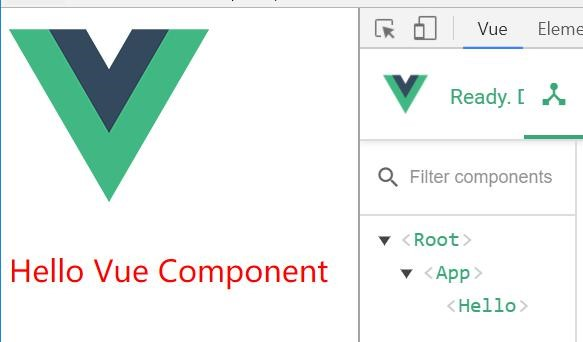 Hello Vue Component
Vue Eleme
Ready. D
Filter components
<Root>
<App>
<Hello>